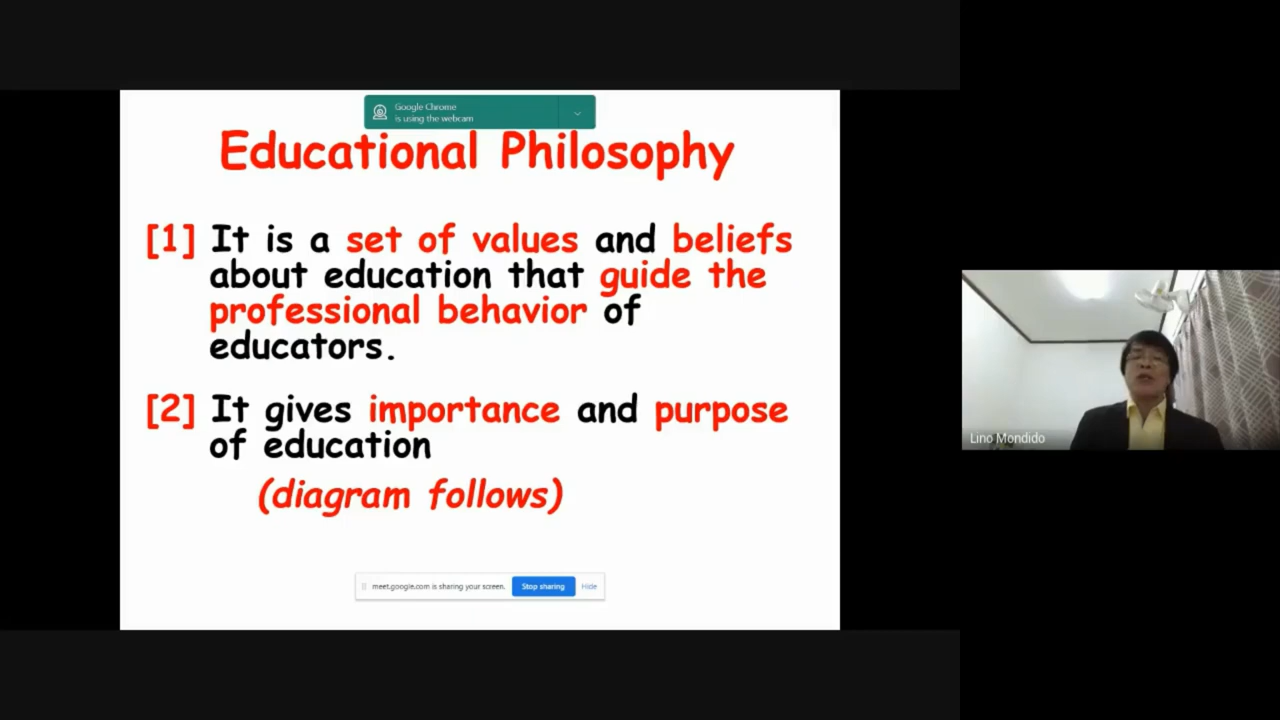 Google Chrome
is using the webcam
Educational Philosophy
[1] It is a set of values and beliefs
about education that guide the
professional behavior of
educators.
[2] It gives importance and purpose
of education
(diagram follows)
meet.google.com is sharing your screen. Stop sharing Hide
Lino Mondido